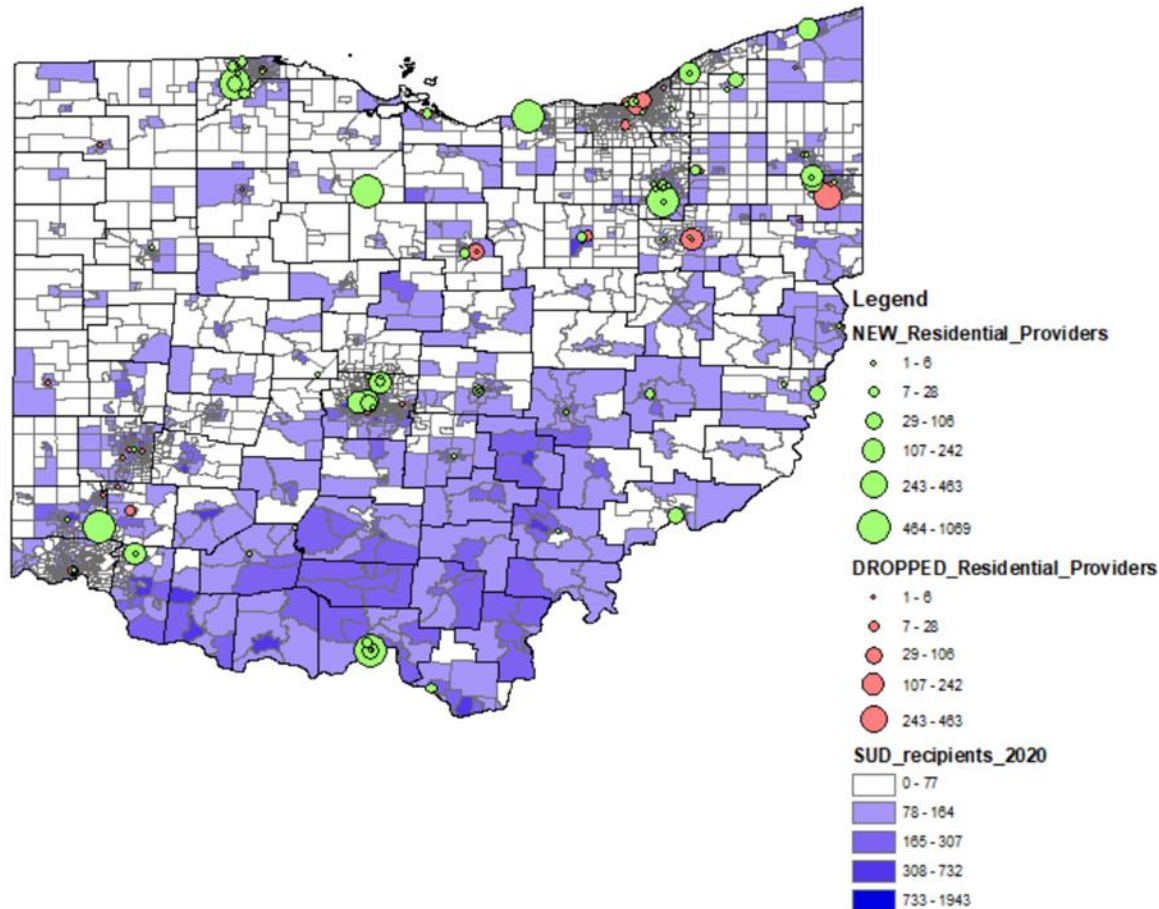 Legend
NEW_Residential_Providers
1 - 6
7 - 28
29 - 106
107 - 242
243 - 463
464 - 1069
DROPPED_Residential_Providers
1 - 6
7 - 28
29 - 106
107 - 242
243 - 463
SUD_recipients_2020
0 - 77
78 - 164
165 - 307
308 - 732
733 - 1943